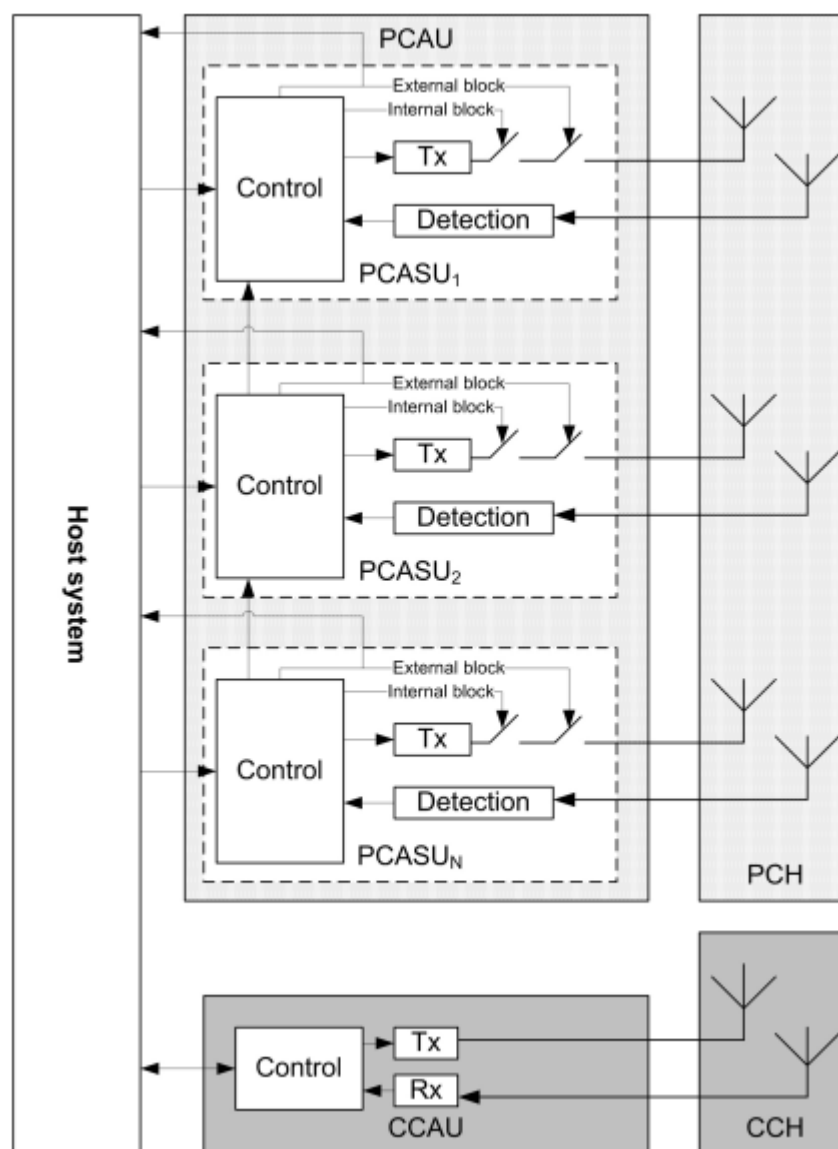 PCAU
External block
Internal block
Tx
Control
Detection
PCASU₁
External block
Internal block
Tx
Control
Detection
PCASU₂
Host system
External block
Internal block
Tx
Control
Detection
PCASU_N
PCH
Tx
Control
Rx
CCAU
CCH